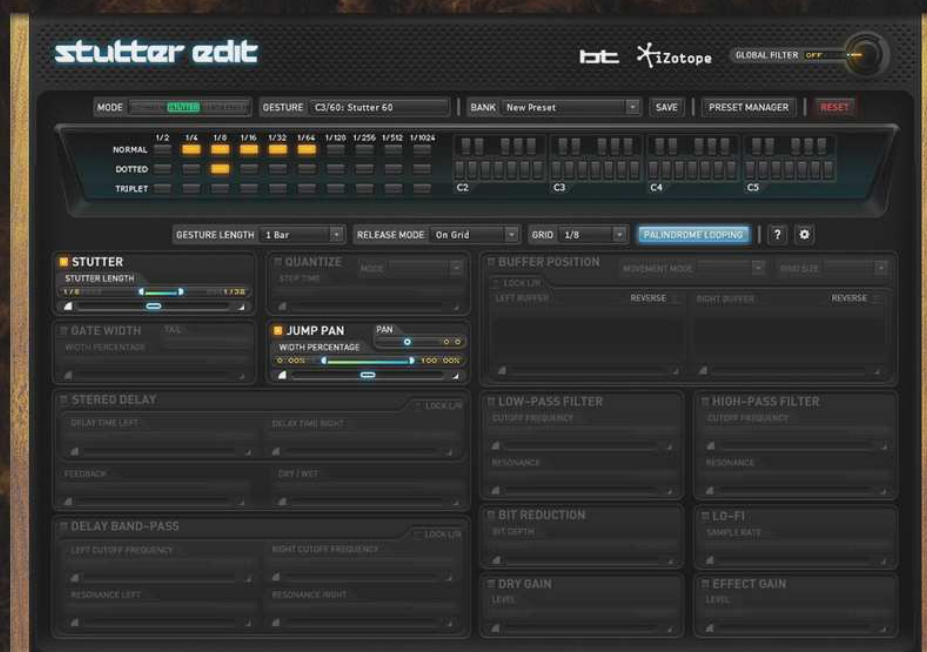 stutter edit
bt iZotope GLOBAL FILTER OFF
MODE STUTTER GESTURE C3/60: Stutter 60 BANK New Preset SAVE PRESET MANAGER RESET
1/2 1/4 1/8 1/16 1/32 1/64 1/128 1/256 1/512 1/1024
NORMAL
DOTTED
TRIPLET
C2 C3 C4 C5
GESTURE LENGTH 1 Bar RELEASE MODE On Grid GRID 1/8 PALINDROME LOOPING ?
STUTTER QUANTIZE MODE BUFFER POSITION MOVEMENT MODE GRID SIZE
STUTTER LENGTH STEP TIME LOCK L/R
LEFT BUFFER REVERSE RIGHT BUFFER REVERSE
GATE WIDTH TAIL JUMP PAN PAN
WIDTH PERCENTAGE WIDTH PERCENTAGE
0.00% 100.00%
STEREO DELAY LOCK L/R LOW-PASS FILTER HIGH-PASS FILTER
DELAY TIME LEFT DELAY TIME RIGHT CUTOFF FREQUENCY CUTOFF FREQUENCY
FEEDBACK DRY / WET RESONANCE RESONANCE
DELAY BAND-PASS LOCK L/R BIT REDUCTION LO-FI
LEFT CUTOFF FREQUENCY RIGHT CUTOFF FREQUENCY BIT DEPTH SAMPLE RATE
RESONANCE LEFT RESONANCE RIGHT DRY GAIN EFFECT GAIN
LEVEL LEVEL